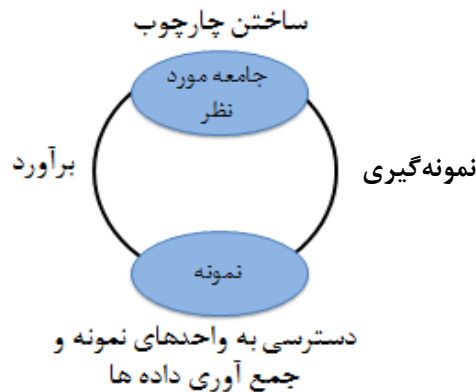 ساختن چارچوب
جامعه مورد
نظر
نمونه‌گیری
برآورد
نمونه
دسترسی به واحدهای نمونه و
جمع آوری داده ها